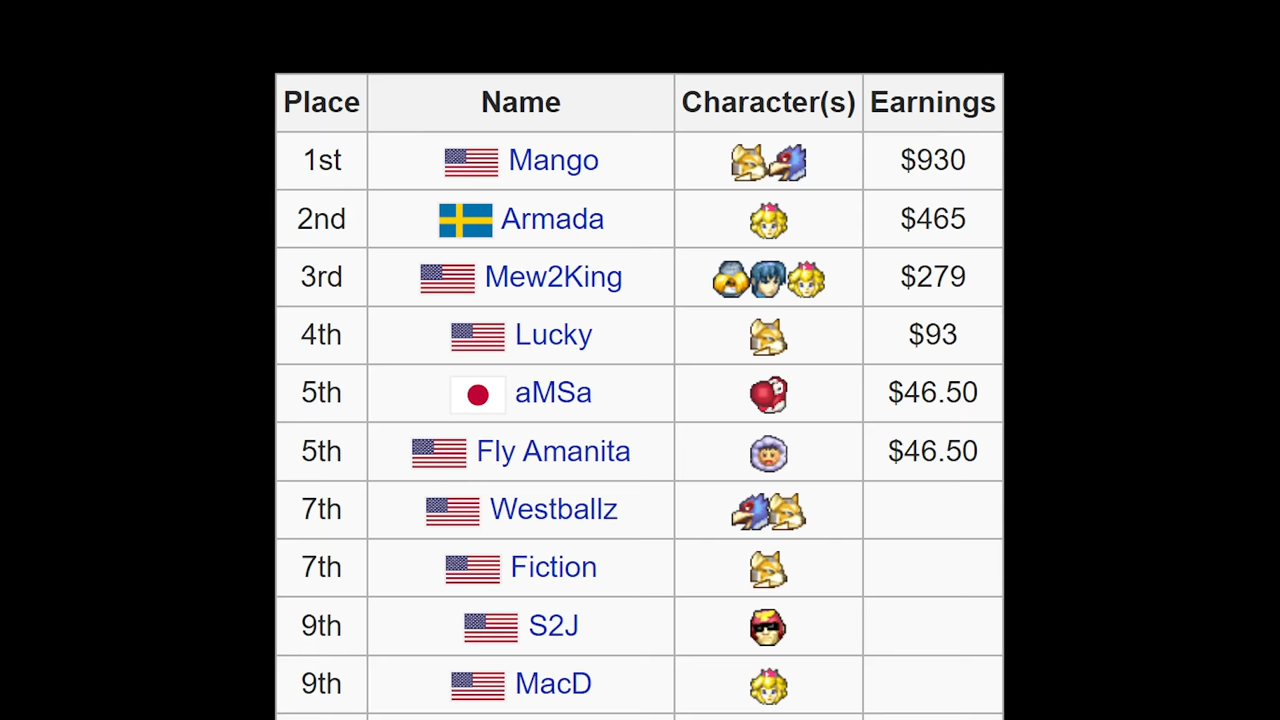 Place Name Character(s) Earnings
1st Mango $930
2nd Armada $465
3rd Mew2King $279
4th Lucky $93
5th aMSa $46.50
5th Fly Amanita $46.50
7th Westballz
7th Fiction
9th S2J
9th MacD